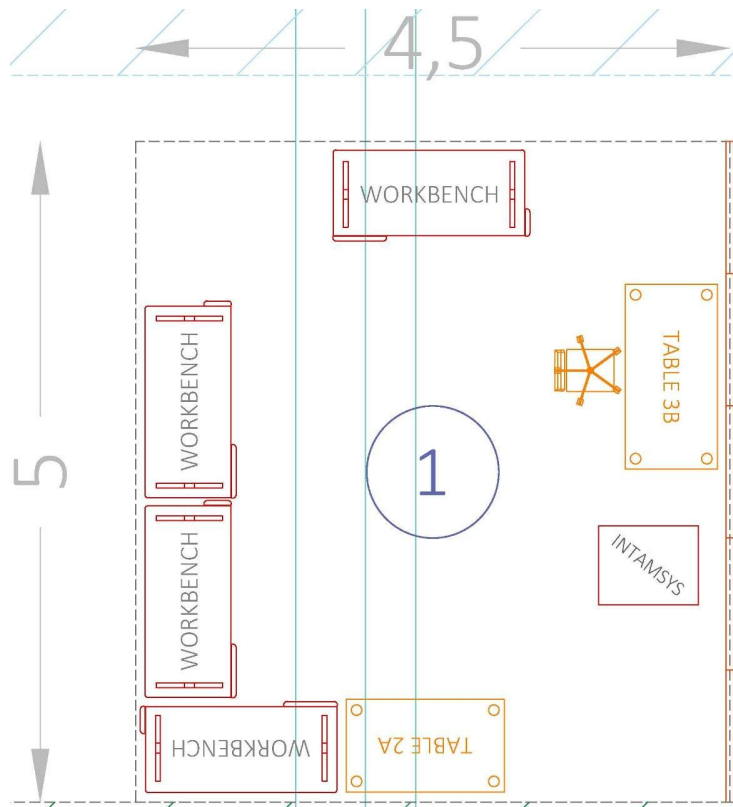 4,5
WORKBENCH
WORKBENCH
TABLE 3B
5
1
INTAMSYS
WORKBENCH
WORKBENCH
TABLE 2A